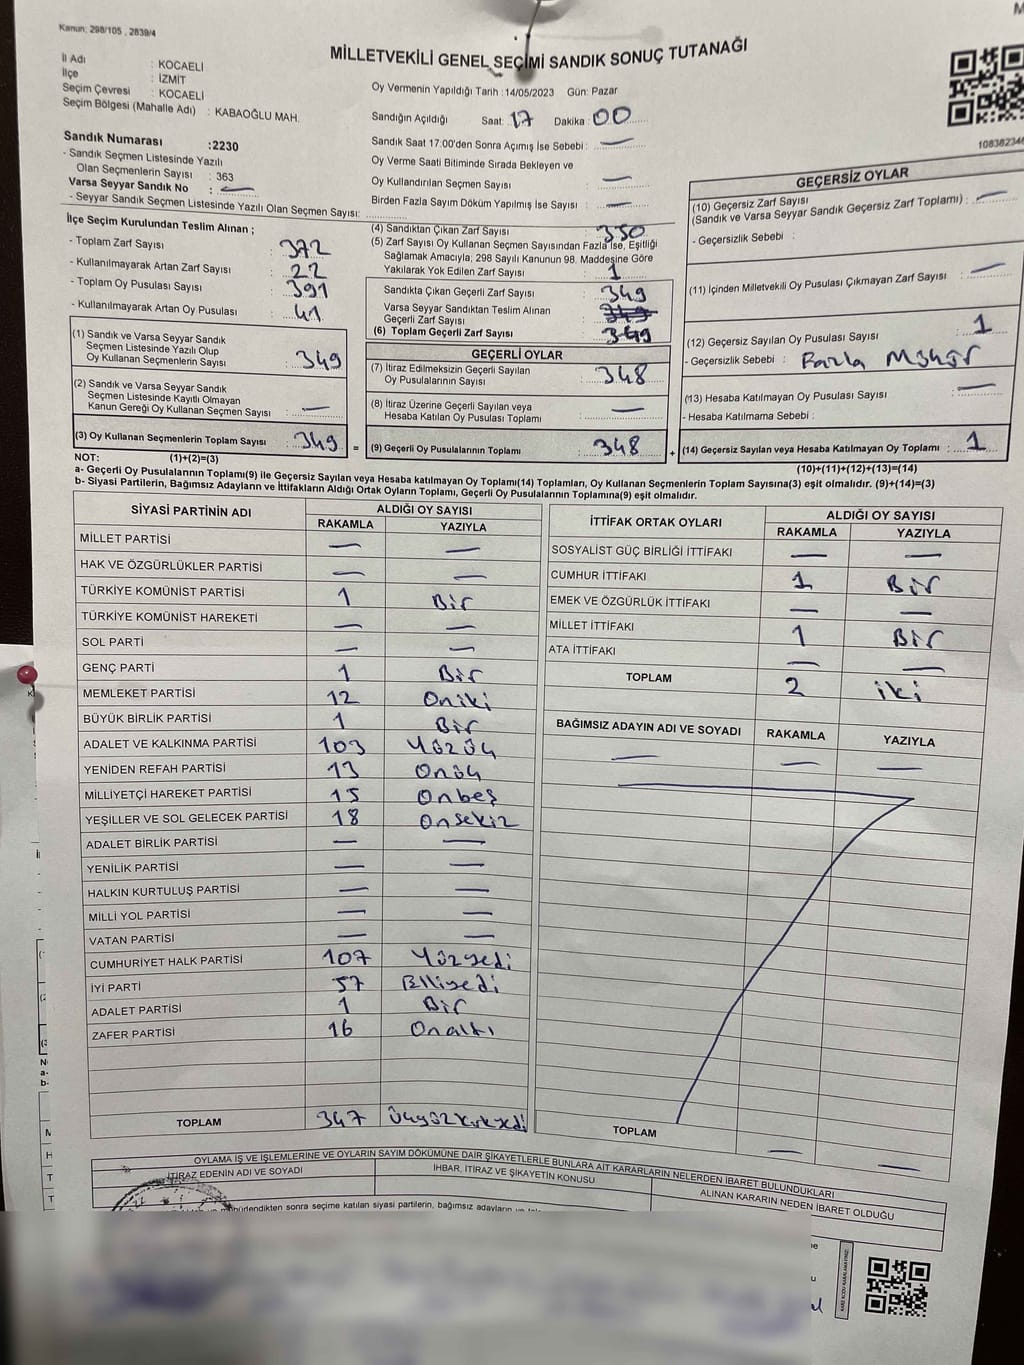 Kanun; 298/105 , 2839/4
MİLLETVEKİLİ GENEL SEÇİMİ SANDIK SONUÇ TUTANAĞI
İl Adı : KOCAELİ
İlçe : İZMİT
Seçim Çevresi : KOCAELİ
Seçim Bölgesi (Mahalle Adı) : KABAOĞLU MAH.
Sandık Numarası :2230
- Sandık Seçmen Listesinde Yazılı
Olan Seçmenlerin Sayısı : 363
Varsa Seyyar Sandık No : —
- Seyyar Sandık Seçmen Listesinde Yazılı Olan Seçmen Sayısı:
Oy Vermenin Yapıldığı Tarih :14/05/2023 Gün: Pazar
Sandığın Açıldığı Saat: 17 Dakika : 00
Sandık Saat 17.00'den Sonra Açımış İse Sebebi : —
Oy Verme Saati Bitiminde Sırada Bekleyen ve
Oy Kullandırılan Seçmen Sayısı : —
Birden Fazla Sayım Döküm Yapılmış İse Sayısı : —
10838234
İlçe Seçim Kurulundan Teslim Alınan ;
- Toplam Zarf Sayısı : 372
- Kullanılmayarak Artan Zarf Sayısı : 22
- Toplam Oy Pusulası Sayısı : 391
- Kullanılmayarak Artan Oy Pusulası : 41
(1) Sandık ve Varsa Seyyar Sandık
Seçmen Listesinde Yazılı Olup
Oy Kullanan Seçmenlerin Sayısı : 349
(2) Sandık ve Varsa Seyyar Sandık
Seçmen Listesinde Kayıtlı Olmayan
Kanun Gereği Oy Kullanan Seçmen Sayısı : —
(3) Oy Kullanan Seçmenlerin Toplam Sayısı : 349 =
(4) Sandıktan Çıkan Zarf Sayısı : 350
(5) Zarf Sayısı Oy Kullanan Seçmen Sayısından Fazla İse, Eşitliği
Sağlamak Amacıyla; 298 Sayılı Kanunun 98. Maddesine Göre
Yakılarak Yok Edilen Zarf Sayısı : 1
Sandıkta Çıkan Geçerli Zarf Sayısı : 349
Varsa Seyyar Sandıktan Teslim Alınan
Geçerli Zarf Sayısı :
(6) Toplam Geçerli Zarf Sayısı : 349
GEÇERLİ OYLAR
(7) İtiraz Edilmeksizin Geçerli Sayılan
Oy Pusulalarının Sayısı : 348
(8) İtiraz Üzerine Geçerli Sayılan veya
Hesaba Katılan Oy Pusulası Toplamı : —
(9) Geçerli Oy Pusulalarının Toplamı : 348 +
GEÇERSİZ OYLAR
(10) Geçersiz Zarf Sayısı
(Sandık ve Varsa Seyyar Sandık Geçersiz Zarf Toplamı) : —
- Geçersizlik Sebebi :
(11) İçinden Milletvekili Oy Pusulası Çıkmayan Zarf Sayısı : —
(12) Geçersiz Sayılan Oy Pusulası Sayısı : 1
- Geçersizlik Sebebi : Fazla Mühür
(13) Hesaba Katılmayan Oy Pusulası Sayısı : —
- Hesaba Katılmama Sebebi :
(14) Geçersiz Sayılan veya Hesaba Katılmayan Oy Toplamı : 1
NOT: (1)+(2)=(3)
(10)+(11)+(12)+(13)=(14)
a- Geçerli Oy Pusulalarının Toplamı(9) ile Geçersiz Sayılan veya Hesaba katılmayan Oy Toplamı(14) Toplamları, Oy Kullanan Seçmenlerin Toplam Sayısına(3) eşit olmalıdır. (9)+(14)=(3)
b- Siyasi Partilerin, Bağımsız Adayların ve İttifakların Aldığı Ortak Oyların Toplamı, Geçerli Oy Pusulalarının Toplamına(9) eşit olmalıdır.
SİYASİ PARTİNİN ADI ALDIĞI OY SAYISI
RAKAMLA YAZIYLA
MİLLET PARTİSİ — —
HAK VE ÖZGÜRLÜKLER PARTİSİ — —
TÜRKİYE KOMÜNİST PARTİSİ 1 Bir
TÜRKİYE KOMÜNİST HAREKETİ — —
SOL PARTİ — —
GENÇ PARTİ 1 Bir
MEMLEKET PARTİSİ 12 Oniki
BÜYÜK BİRLİK PARTİSİ 1 Bir
ADALET VE KALKINMA PARTİSİ 103 Yüzüç
YENİDEN REFAH PARTİSİ 13 Onüç
MİLLİYETÇİ HAREKET PARTİSİ 15 Onbeş
YEŞİLLER VE SOL GELECEK PARTİSİ 18 Onsekiz
ADALET BİRLİK PARTİSİ — —
YENİLİK PARTİSİ — —
HALKIN KURTULUŞ PARTİSİ — —
MİLLİ YOL PARTİSİ — —
VATAN PARTİSİ — —
CUMHURİYET HALK PARTİSİ 107 Yüzyedi
İYİ PARTİ 57 Elliyedi
ADALET PARTİSİ 1 Bir
ZAFER PARTİSİ 16 Onaltı
TOPLAM 347 Üçyüzkırkyedi
İTTİFAK ORTAK OYLARI ALDIĞI OY SAYISI
RAKAMLA YAZIYLA
SOSYALİST GÜÇ BİRLİĞİ İTTİFAKI — —
CUMHUR İTTİFAKI 1 Bir
EMEK VE ÖZGÜRLÜK İTTİFAKI — —
MİLLET İTTİFAKI 1 Bir
ATA İTTİFAKI — —
TOPLAM 2 iki
BAĞIMSIZ ADAYIN ADI VE SOYADI RAKAMLA YAZIYLA
— — —
TOPLAM — —
OYLAMA İŞ VE İŞLEMLERİNE VE OYLARIN SAYIM DÖKÜMÜNE DAİR ŞİKAYETLERLE BUNLARA AİT KARARLARIN NELERDEN İBARET BULUNDUKLARI
İTİRAZ EDENİN ADI VE SOYADI İHBAR, İTİRAZ VE ŞİKAYETİN KONUSU ALINAN KARARIN NEDEN İBARET OLDUĞU
sonra seçime katılan siyasi partilerin, bağımsız adayların